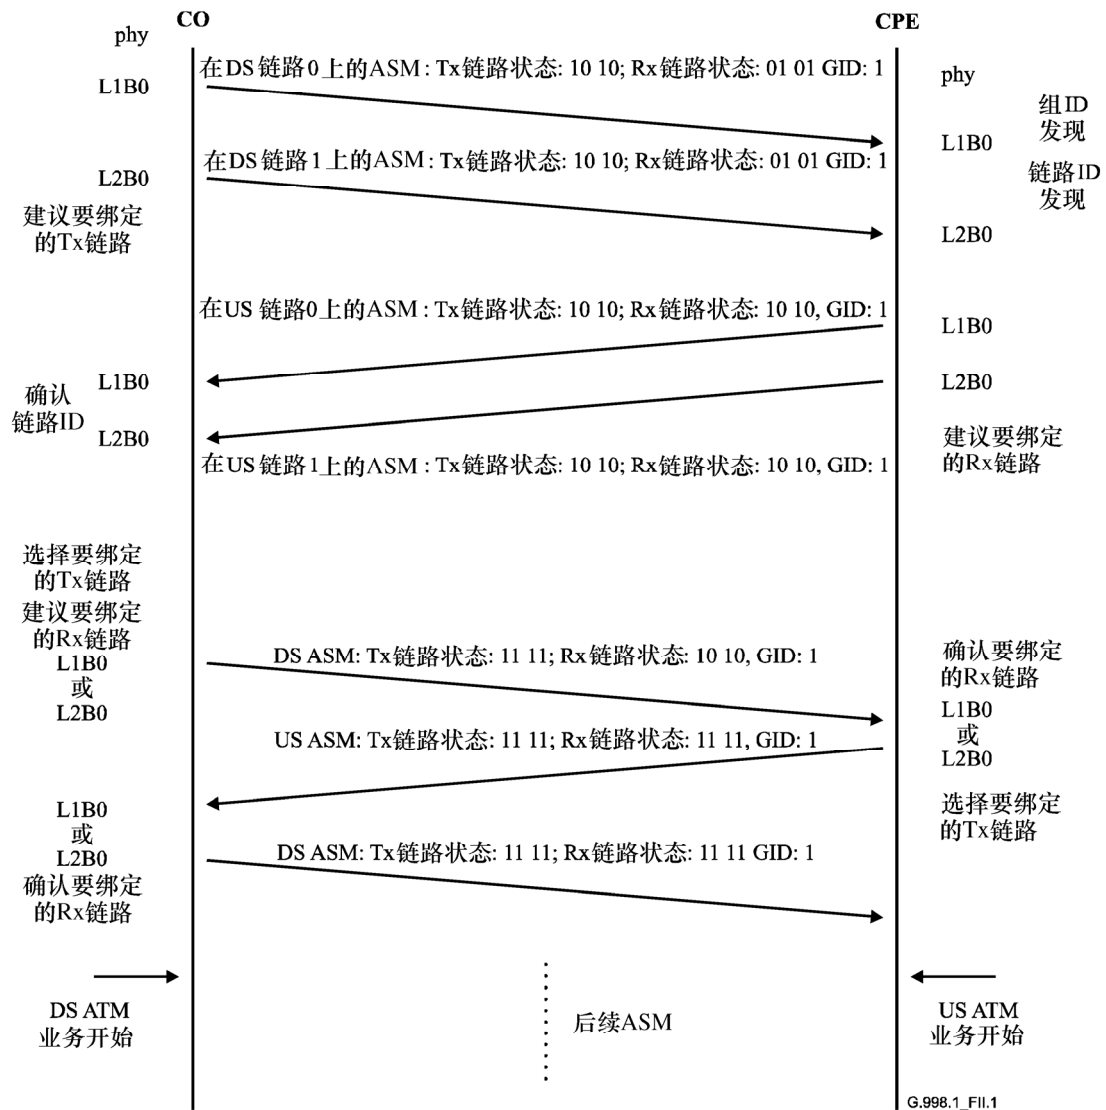 CO
CPE
phy
在DS 链路0上的ASM : Tx链路状态: 10 10; Rx链路状态: 01 01 GID: 1
L1B0
phy
组ID
发现
L1B0
在DS 链路1上的ASM : Tx链路状态: 10 10; Rx链路状态: 01 01 GID: 1
L2B0
链路ID
发现
建议要绑定
的Tx链路
L2B0
在US 链路0上的ASM : Tx链路状态: 10 10; Rx链路状态: 10 10, GID: 1
L1B0
L1B0
L2B0
确认
链路ID
L2B0
建议要绑定
的Rx链路
在US 链路1上的ASM : Tx链路状态: 10 10; Rx链路状态: 10 10, GID: 1
选择要绑定
的Tx链路
建议要绑定
的Rx链路
L1B0
或
L2B0
DS ASM: Tx链路状态: 11 11; Rx链路状态: 10 10, GID: 1
确认要绑定
的Rx链路
L1B0
或
L2B0
US ASM: Tx链路状态: 11 11; Rx链路状态: 11 11, GID: 1
选择要绑定
的Tx链路
L1B0
或
L2B0
DS ASM: Tx链路状态: 11 11; Rx链路状态: 11 11 GID: 1
确认要绑定
的Rx链路
DS ATM
业务开始
后续ASM
US ATM
业务开始
G.998.1_FII.1